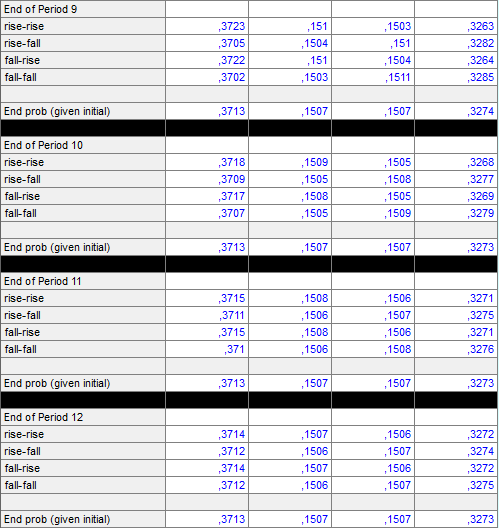 End of Period 9
rise-rise ,3723 ,151 ,1503 ,3263
rise-fall ,3705 ,1504 ,151 ,3282
fall-rise ,3722 ,151 ,1504 ,3264
fall-fall ,3702 ,1503 ,1511 ,3285
End prob (given initial) ,3713 ,1507 ,1507 ,3274
End of Period 10
rise-rise ,3718 ,1509 ,1505 ,3268
rise-fall ,3709 ,1505 ,1508 ,3277
fall-rise ,3717 ,1508 ,1505 ,3269
fall-fall ,3707 ,1505 ,1509 ,3279
End prob (given initial) ,3713 ,1507 ,1507 ,3273
End of Period 11
rise-rise ,3715 ,1508 ,1506 ,3271
rise-fall ,3711 ,1506 ,1507 ,3275
fall-rise ,3715 ,1508 ,1506 ,3271
fall-fall ,371 ,1506 ,1508 ,3276
End prob (given initial) ,3713 ,1507 ,1507 ,3273
End of Period 12
rise-rise ,3714 ,1507 ,1506 ,3272
rise-fall ,3712 ,1506 ,1507 ,3274
fall-rise ,3714 ,1507 ,1506 ,3272
fall-fall ,3712 ,1506 ,1507 ,3275
End prob (given initial) ,3713 ,1507 ,1507 ,3273